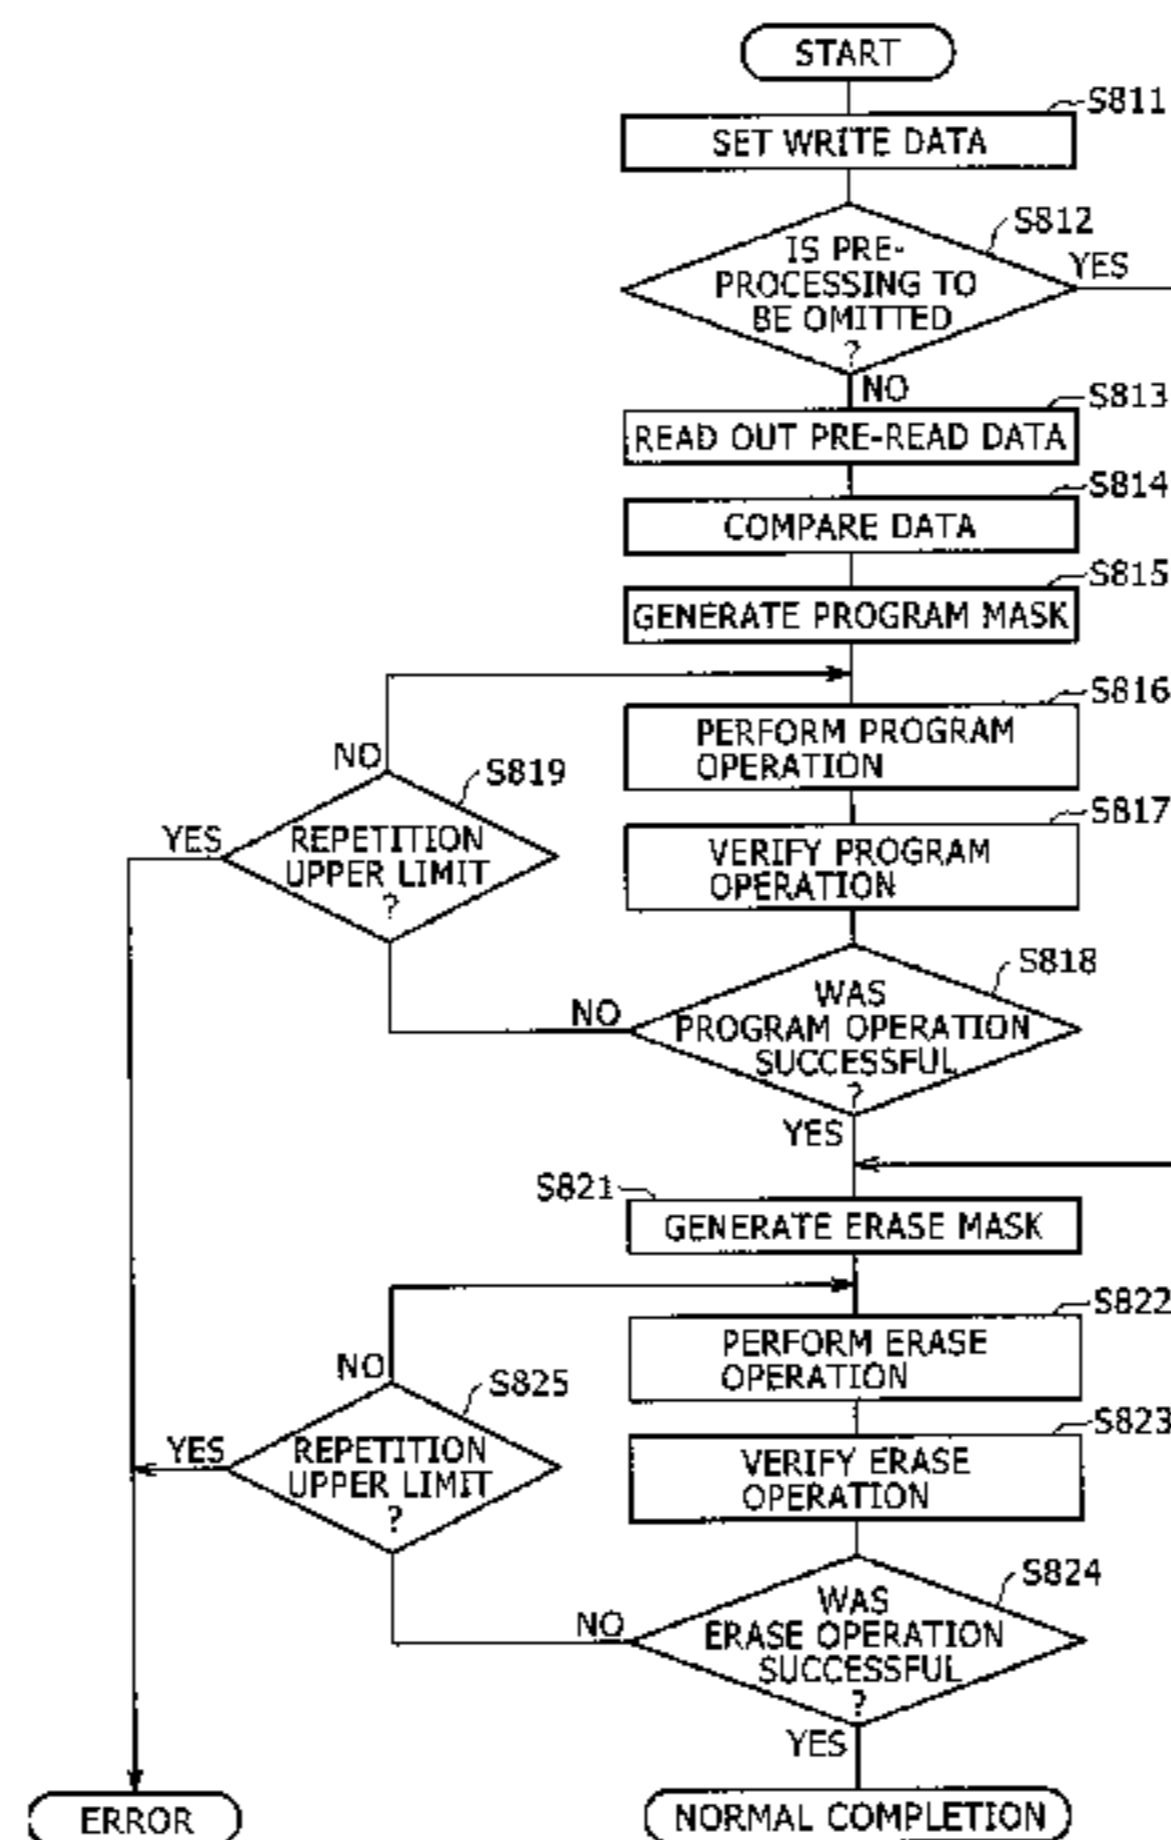 START
S811
SET WRITE DATA
S812
IS PRE-
PROCESSING TO
BE OMITTED
?
YES
NO
S813
READ OUT PRE-READ DATA
S814
COMPARE DATA
S815
GENERATE PROGRAM MASK
S816
PERFORM PROGRAM
OPERATION
NO
S819
YES
REPETITION
UPPER LIMIT
?
S817
VERIFY PROGRAM
OPERATION
S818
WAS
PROGRAM OPERATION
SUCCESSFUL
?
NO
YES
S821
GENERATE ERASE MASK
S822
PERFORM ERASE
OPERATION
NO
S825
YES
REPETITION
UPPER LIMIT
?
S823
VERIFY ERASE
OPERATION
S824
WAS
ERASE OPERATION
SUCCESSFUL
?
NO
YES
ERROR
NORMAL COMPLETION